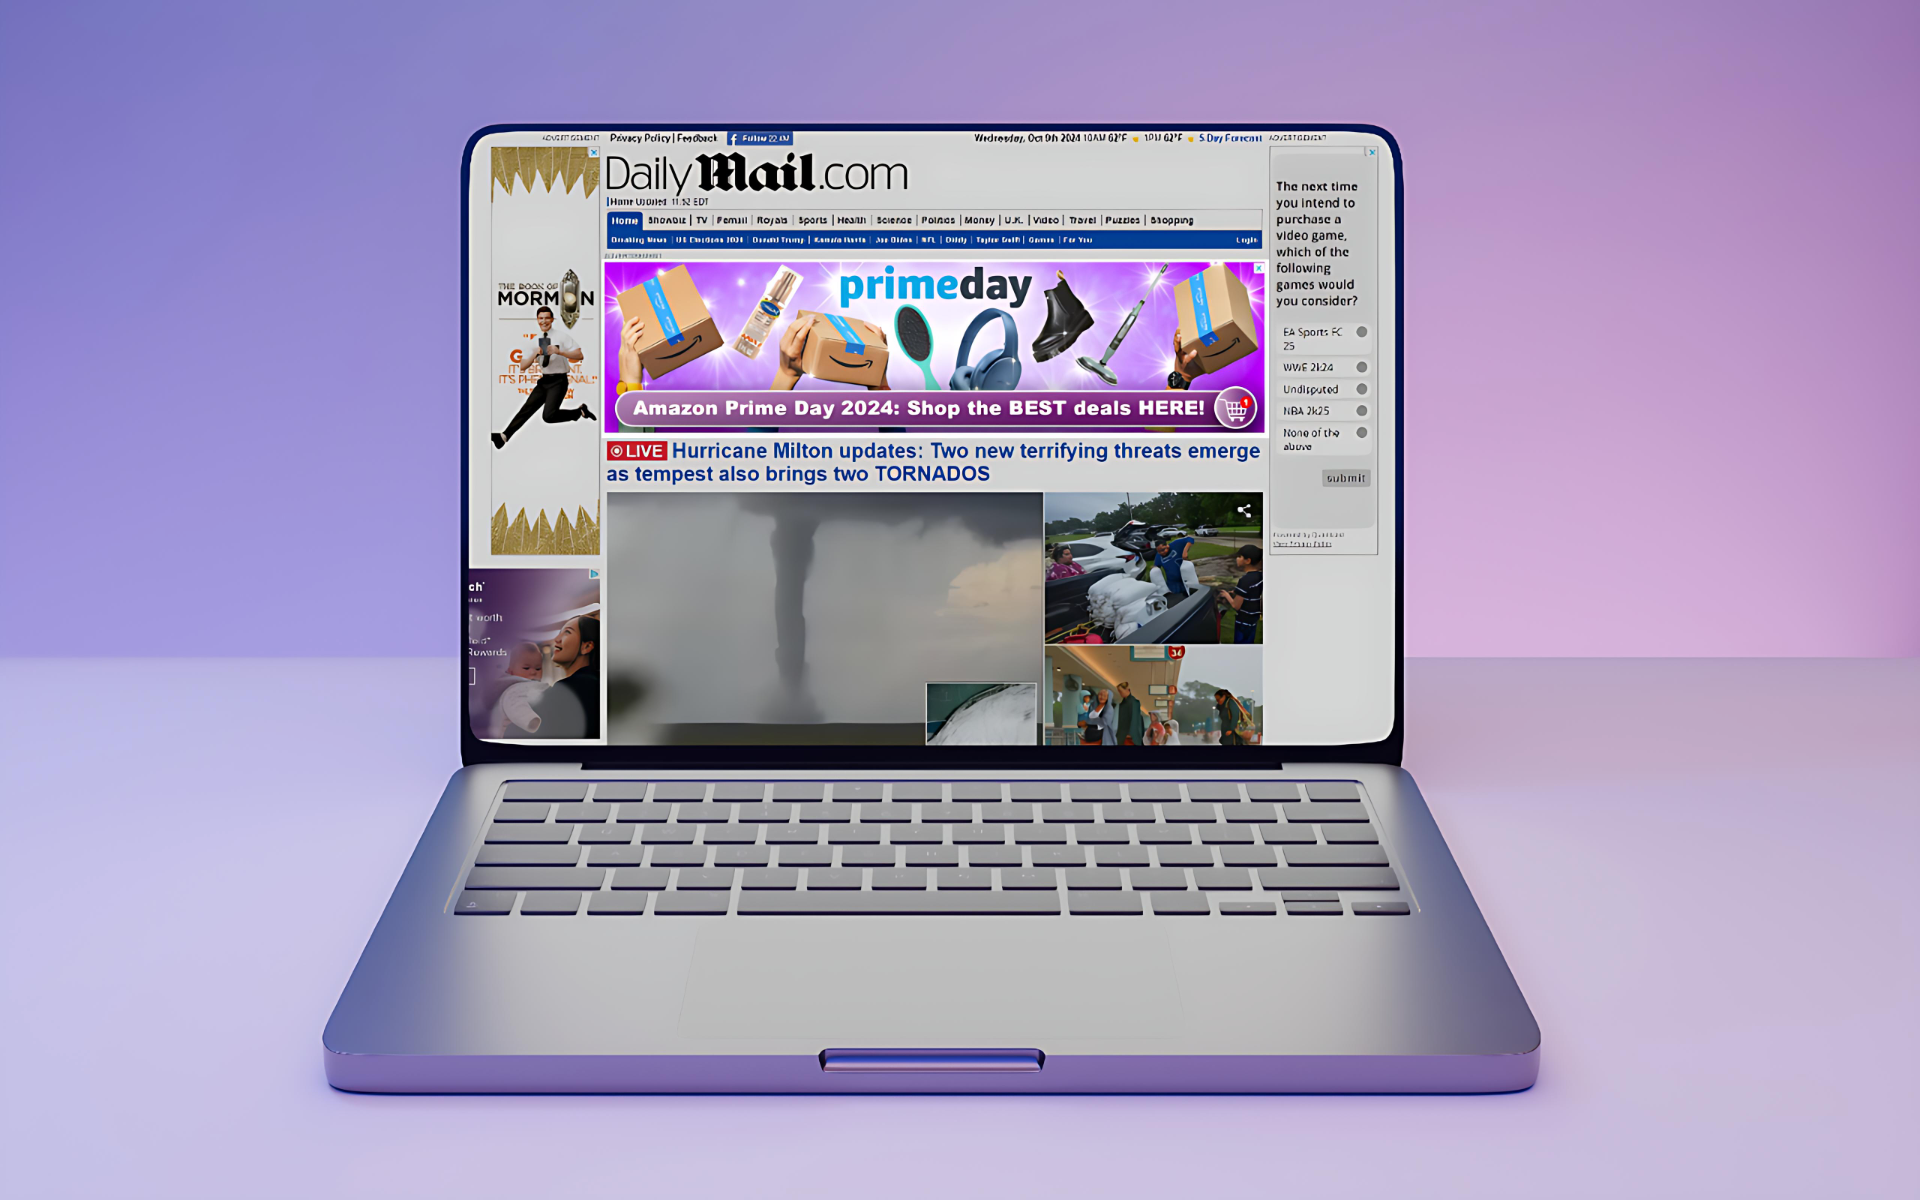 ADVERTISEMENT
Privacy Policy | Feedback
Wednesday, Oct 9th 2024 10AM 62°F 1PM 62°F 5-Day Forecast
ADVERTISEMENT
DailyMail.com
Home Updated 11:52 EDT
Home Showbiz | TV | Femail | Royals | Sports | Health | Science | Politics | Money | U.K. | Video | Travel | Puzzles | Shopping
Breaking News | US Elections 2024 | Donald Trump | Kamala Harris | Joe Biden | NFL | Diddy | Taylor Swift | Games | For You Login
primeday
Amazon Prime Day 2024: Shop the BEST deals HERE!
1
LIVE Hurricane Milton updates: Two new terrifying threats emerge
as tempest also brings two TORNADOS
THE BOOK OF
MORMON
worth
Rewards
The next time
you intend to
purchase a
video game,
which of the
following
games would
you consider?
EA Sports FC
25
WWE 2k24
Undisputed
NBA 2k25
None of the
above
submit